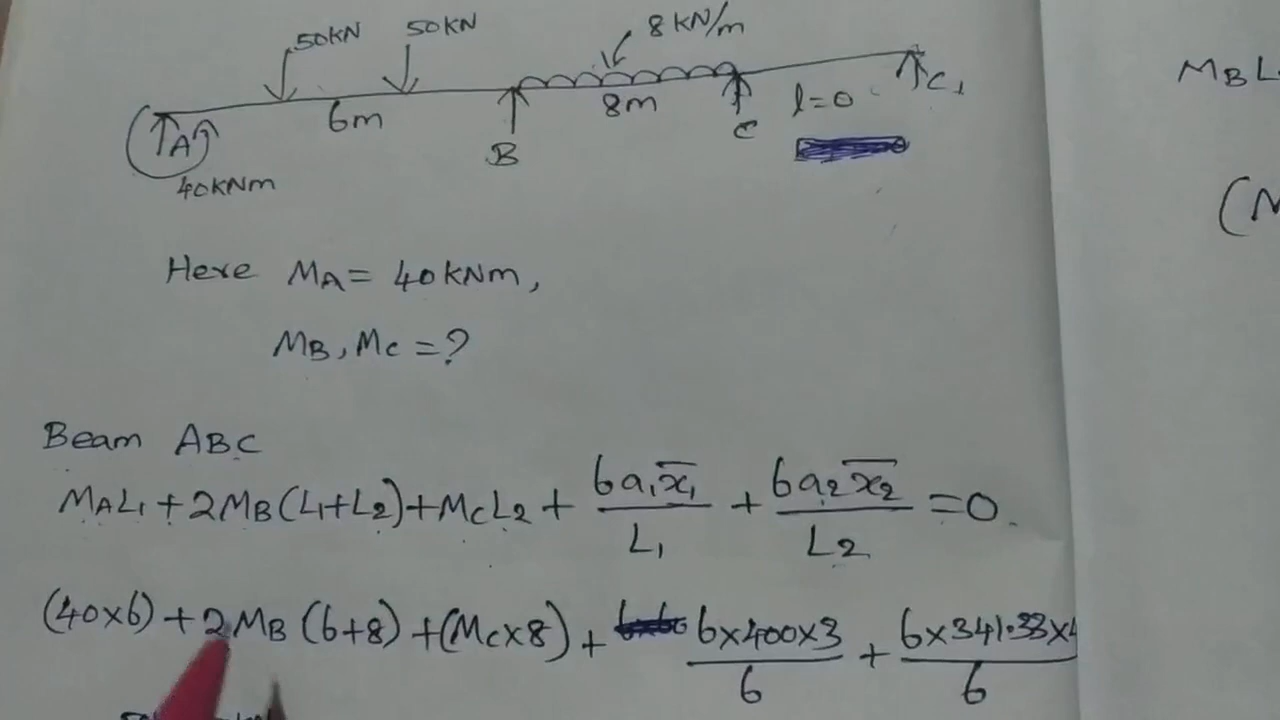 50KN 50KN 8KN/m
A 6m B 8m C l=0 C₁
40KNm
Here MA = 40KNm,
MB, MC = ?
Beam ABC
MAL₁ + 2MB(L₁+L₂) + MCL₂ + 6a₁x̄₁/L₁ + 6a₂x̄₂/L₂ = 0
(40×6) + 2MB (6+8) + (MC×8) + 6×400×3/6 + 6×341.33×4/6
MBL
(M